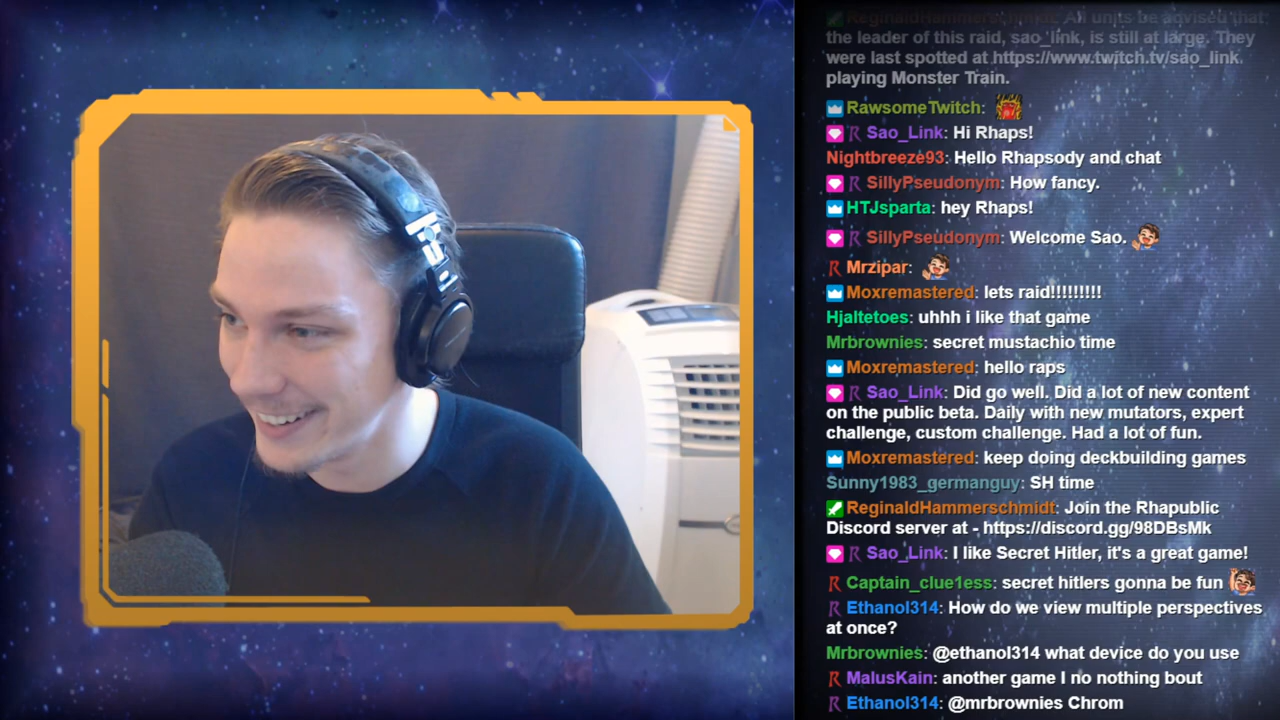 ReginaldHammerschmidt: All units be advised that
the leader of this raid, sao_link, is still at large. They
were last spotted at https://www.twitch.tv/sao_link
playing Monster Train.
RawsomeTwitch:
Sao_Link: Hi Rhaps!
Nightbreeze93: Hello Rhapsody and chat
SillyPseudonym: How fancy.
HTJsparta: hey Rhaps!
SillyPseudonym: Welcome Sao.
Mrzipar:
Moxremastered: lets raid!!!!!!!!!
Hjaltetoes: uhhh i like that game
Mrbrownies: secret mustachio time
Moxremastered: hello raps
Sao_Link: Did go well. Did a lot of new content
on the public beta. Daily with new mutators, expert
challenge, custom challenge. Had a lot of fun.
Moxremastered: keep doing deckbuilding games
Sunny1983_germanguy: SH time
ReginaldHammerschmidt: Join the Rhapublic
Discord server at - https://discord.gg/98DBsMk
Sao_Link: I like Secret Hitler, it's a great game!
Captain_clue1ess: secret hitlers gonna be fun
Ethanol314: How do we view multiple perspectives
at once?
Mrbrownies: @ethanol314 what device do you use
MalusKain: another game I no nothing bout
Ethanol314: @mrbrownies Chrom